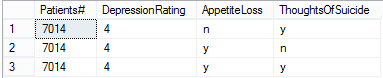 Patients# DepressionRating AppetiteLoss ThoughtsOfSuicide
1 7014 4 n y
2 7014 4 y n
3 7014 4 y y